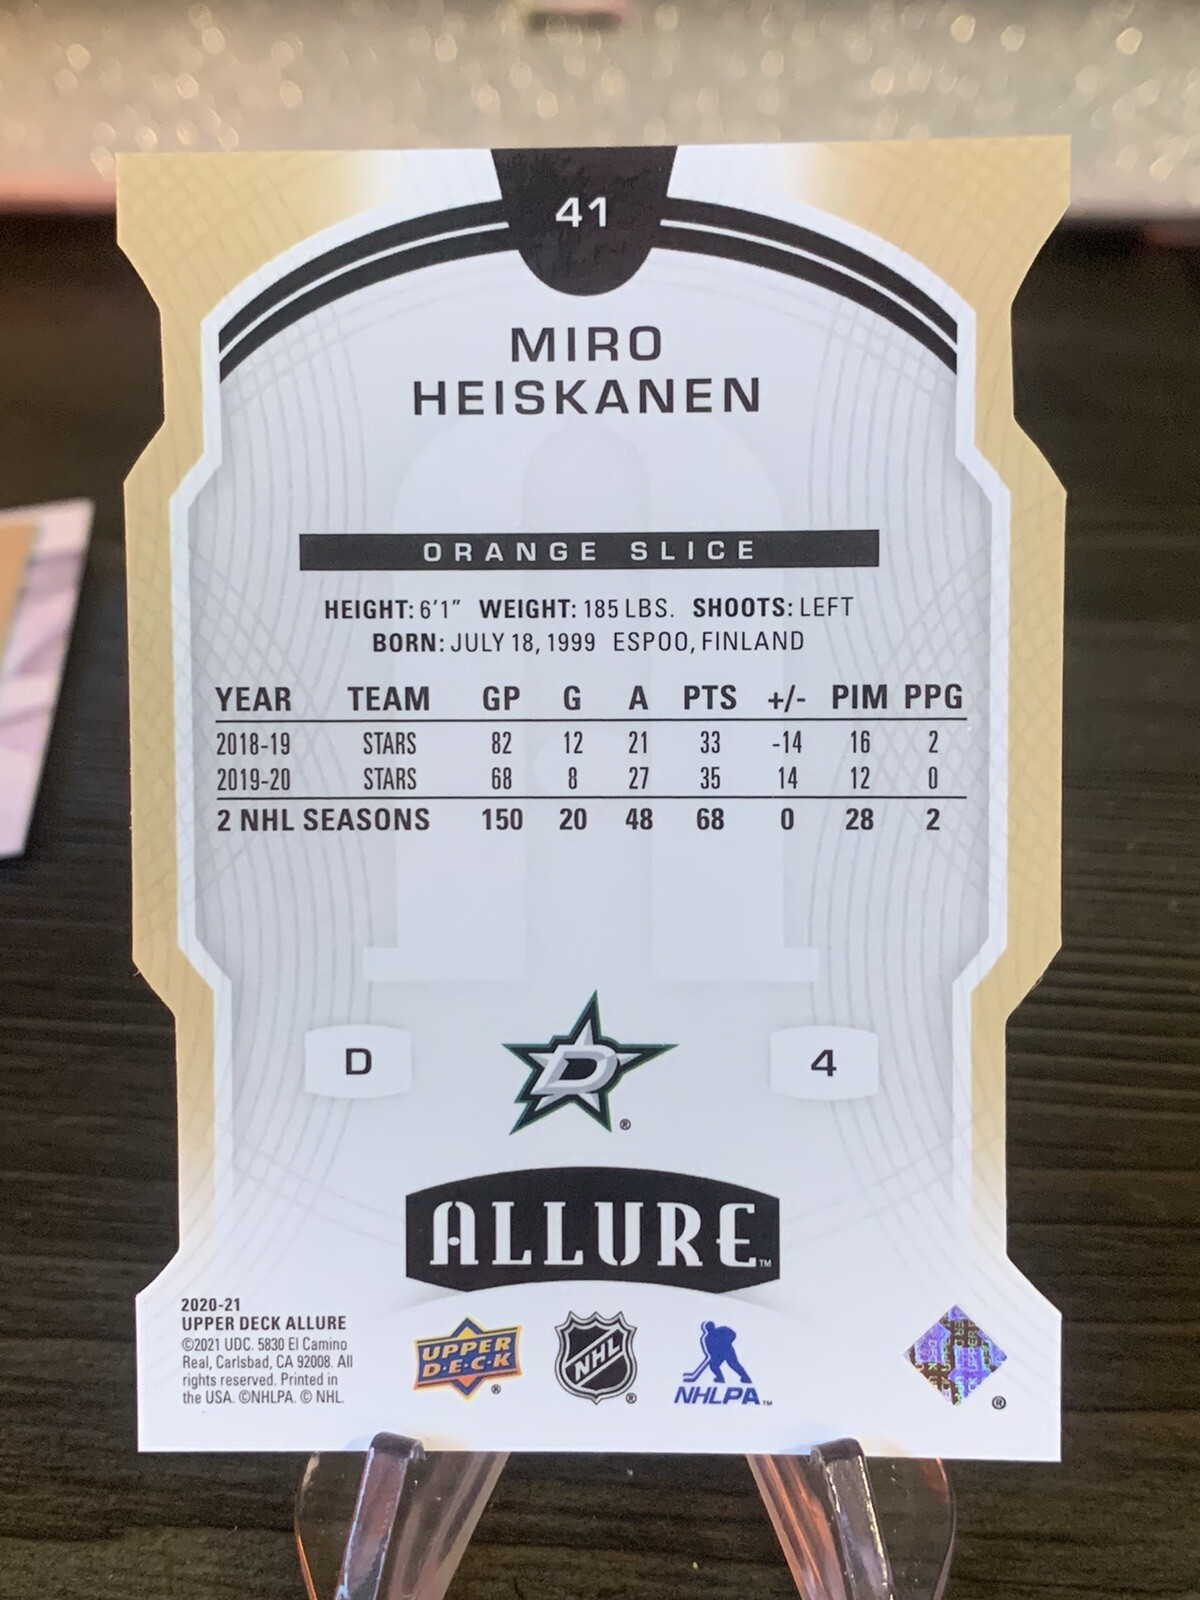 41
MIRO
HEISKANEN
ORANGE SLICE
HEIGHT: 6'1" WEIGHT: 185 LBS. SHOOTS: LEFT
BORN: JULY 18, 1999 ESPOO, FINLAND
YEAR TEAM GP G A PTS +/- PIM PPG
2018-19 STARS 82 12 21 33 -14 16 2
2019-20 STARS 68 8 27 35 14 12 0
2 NHL SEASONS 150 20 48 68 0 28 2
D
D
®
4
ALLURE™
2020-21
UPPER DECK ALLURE
©2021 UDC. 5830 El Camino
Real, Carlsbad, CA 92008. All
rights reserved. Printed in
the USA. ©NHLPA. © NHL.
UPPER
D·E·C·K
®
NHL
®
NHLPA™
®